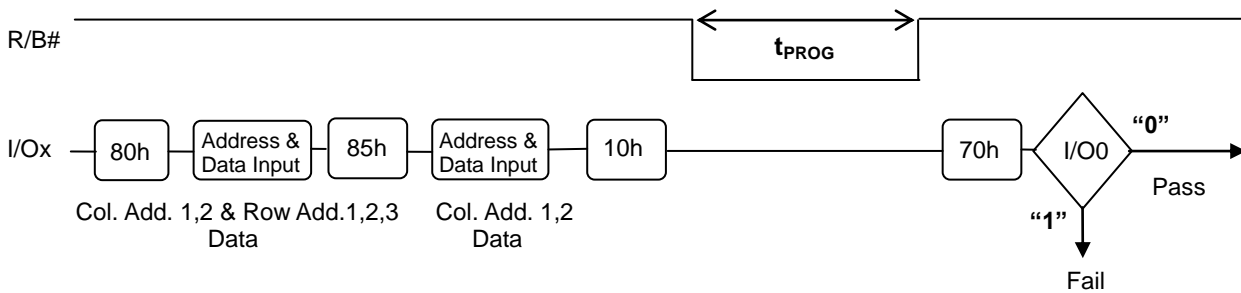 R/B#
tPROG
I/Ox
80h
Address &
Data Input
85h
Address &
Data Input
10h
70h
I/O0
“0”
Pass
Col. Add. 1,2 & Row Add.1,2,3
Data
Col. Add. 1,2
Data
“1”
Fail